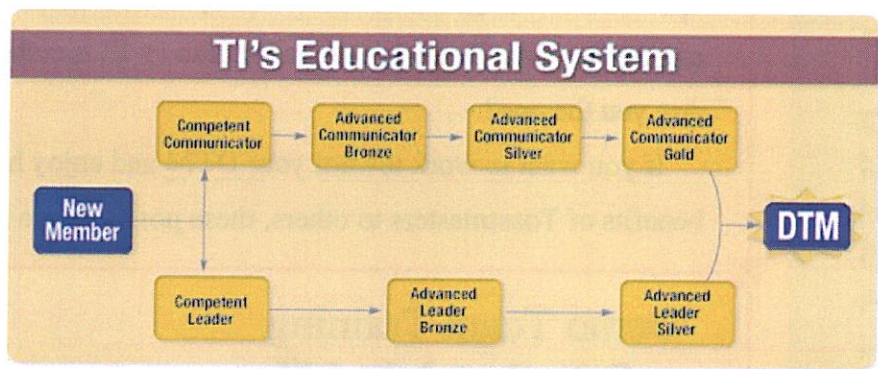 TI's Educational System
Competent
Communicator
Advanced
Communicator
Bronze
Advanced
Communicator
Silver
Advanced
Communicator
Gold
New
Member
DTM
Competent
Leader
Advanced
Leader
Bronze
Advanced
Leader
Silver